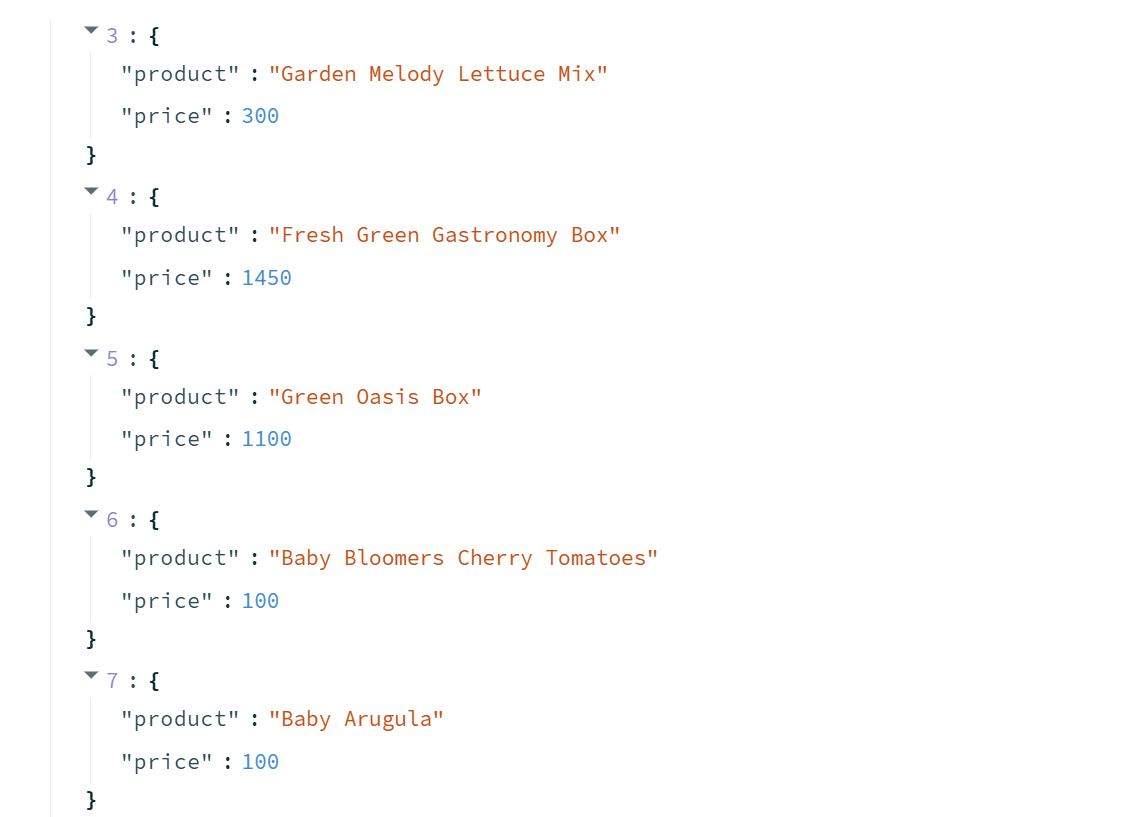 3 : {
"product" : "Garden Melody Lettuce Mix"
"price" : 300
}
4 : {
"product" : "Fresh Green Gastronomy Box"
"price" : 1450
}
5 : {
"product" : "Green Oasis Box"
"price" : 1100
}
6 : {
"product" : "Baby Bloomers Cherry Tomatoes"
"price" : 100
}
7 : {
"product" : "Baby Arugula"
"price" : 100
}